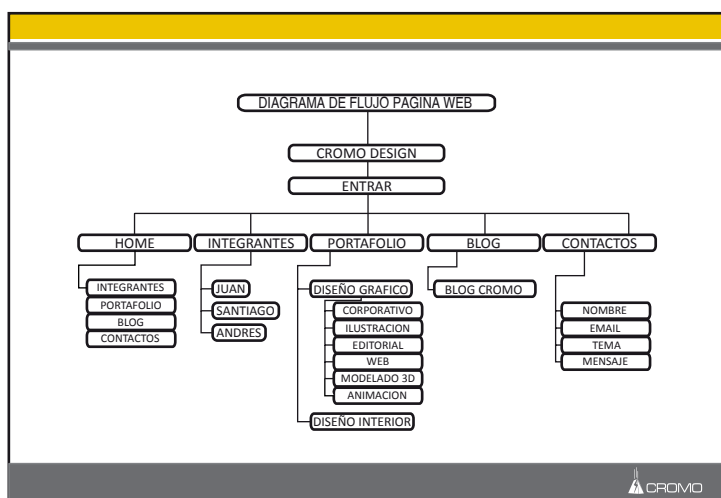 DIAGRAMA DE FLUJO PAGINA WEB
CROMO DESIGN
ENTRAR
HOME
INTEGRANTES
PORTAFOLIO
BLOG
CONTACTOS
INTEGRANTES
PORTAFOLIO
BLOG
CONTACTOS
JUAN
SANTIAGO
ANDRES
DISEÑO GRAFICO
CORPORATIVO
ILUSTRACION
EDITORIAL
WEB
MODELADO 3D
ANIMACION
DISEÑO INTERIOR
BLOG CROMO
NOMBRE
EMAIL
TEMA
MENSAJE
CROMO